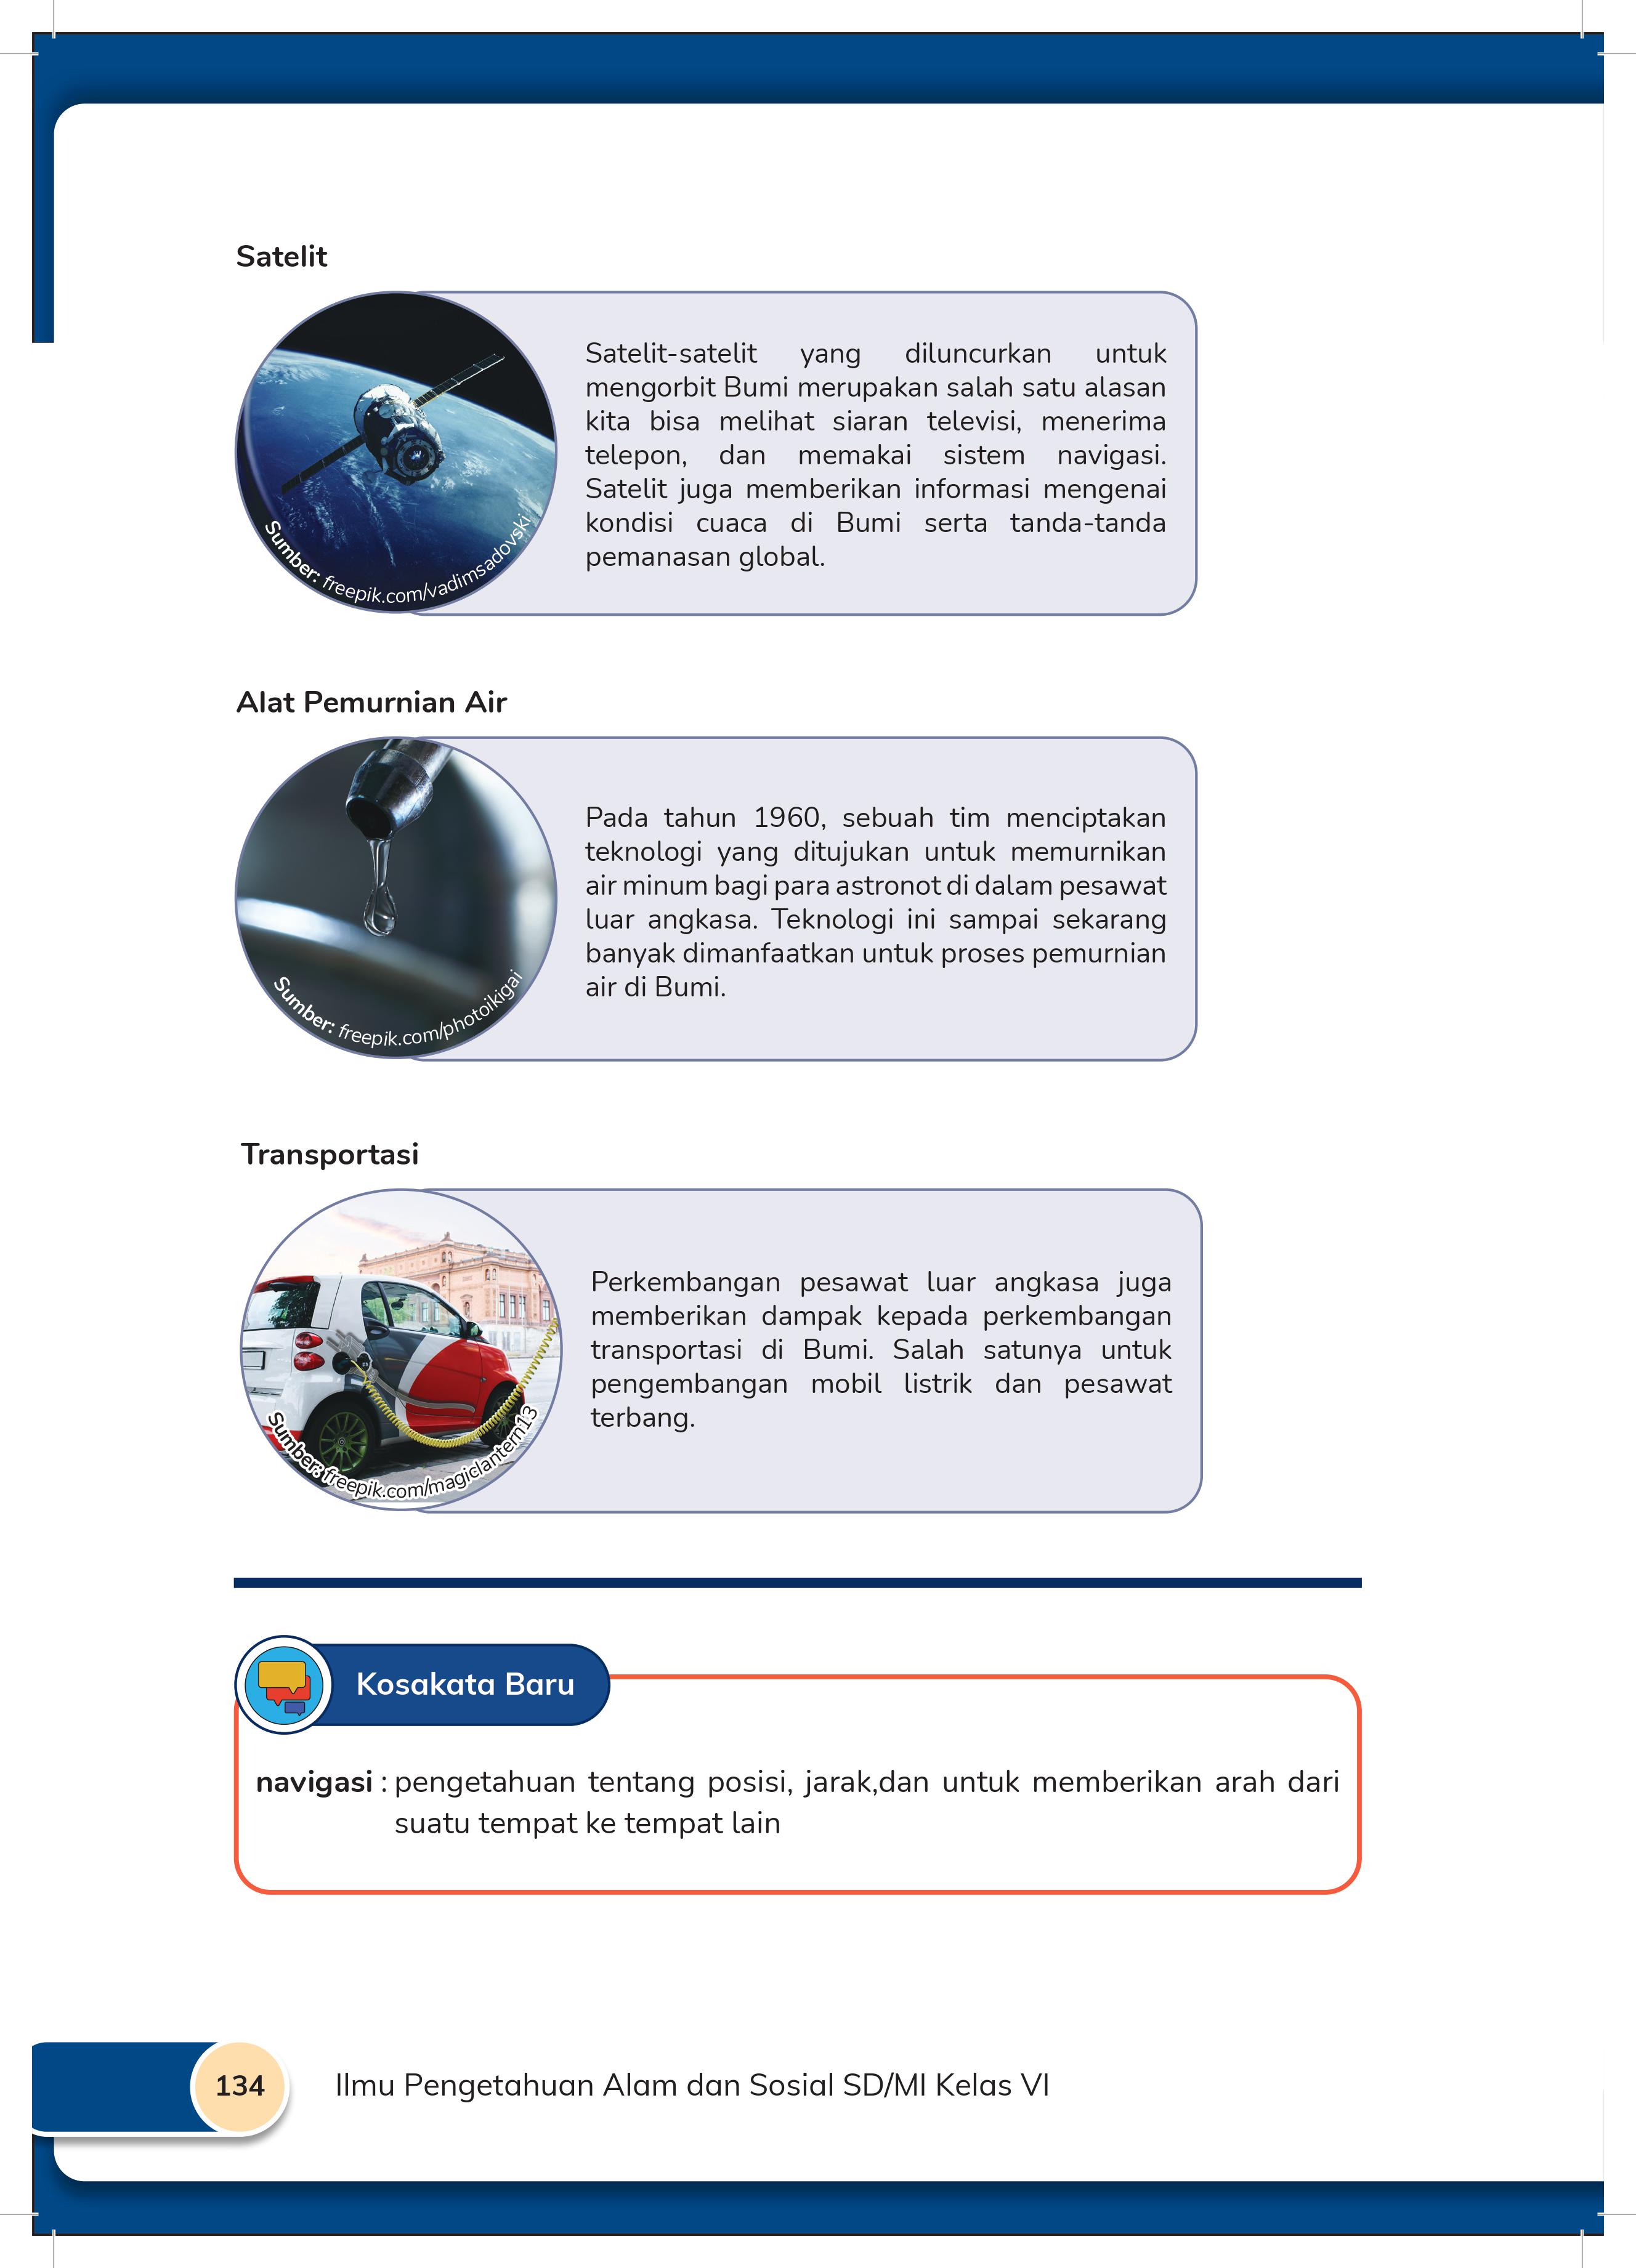 Satelit
Satelit-satelit yang diluncurkan untuk
mengorbit Bumi merupakan salah satu alasan
kita bisa melihat siaran televisi, menerima
telepon, dan memakai sistem navigasi.
Satelit juga memberikan informasi mengenai
kondisi cuaca di Bumi serta tanda-tanda
pemanasan global.
Sumber: freepik.com/vadimsadovski
Alat Pemurnian Air
Pada tahun 1960, sebuah tim menciptakan
teknologi yang ditujukan untuk memurnikan
air minum bagi para astronot di dalam pesawat
luar angkasa. Teknologi ini sampai sekarang
banyak dimanfaatkan untuk proses pemurnian
air di Bumi.
Sumber: freepik.com/photoikigai
Transportasi
Perkembangan pesawat luar angkasa juga
memberikan dampak kepada perkembangan
transportasi di Bumi. Salah satunya untuk
pengembangan mobil listrik dan pesawat
terbang.
Sumber: freepik.com/magiclantern13
Kosakata Baru
navigasi : pengetahuan tentang posisi, jarak,dan untuk memberikan arah dari
suatu tempat ke tempat lain
134
Ilmu Pengetahuan Alam dan Sosial SD/MI Kelas VI